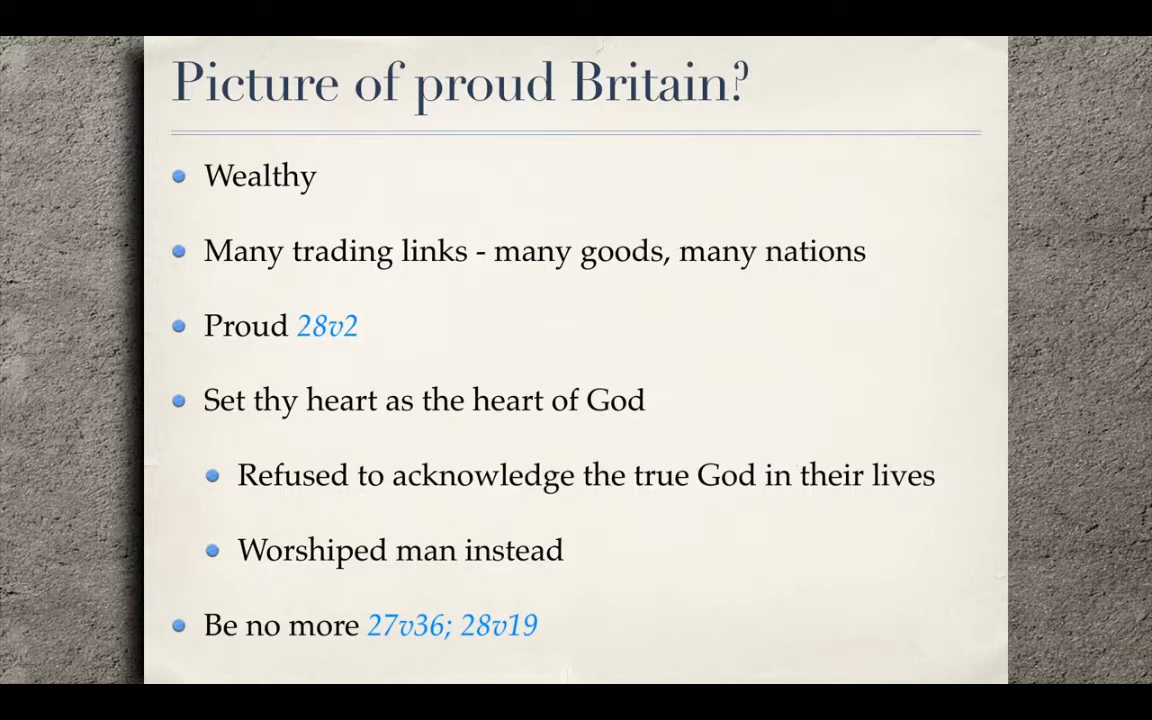 Picture of proud Britain?
Wealthy
Many trading links - many goods, many nations
Proud 28v2
Set thy heart as the heart of God
Refused to acknowledge the true God in their lives
Worshiped man instead
Be no more 27v36; 28v19